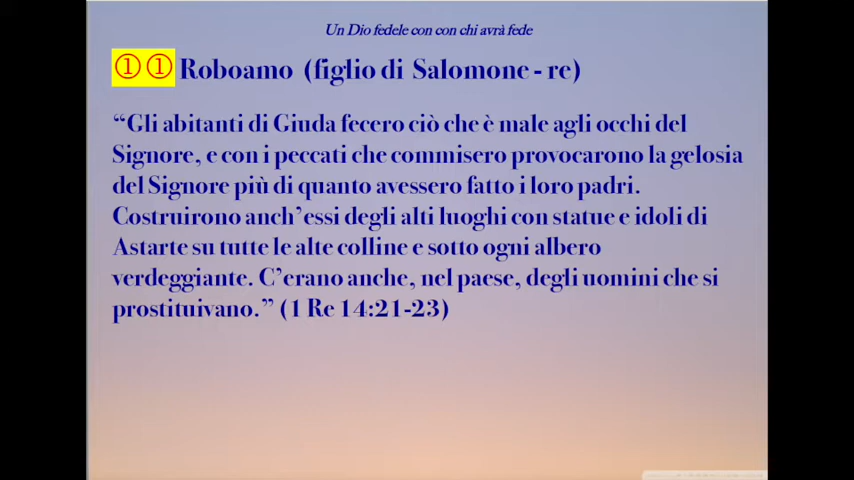 Un Dio fedele con con chi avrà fede
①① Roboamo (figlio di Salomone - re)
“Gli abitanti di Giuda fecero ciò che è male agli occhi del
Signore, e con i peccati che commisero provocarono la gelosia
del Signore più di quanto avessero fatto i loro padri.
Costruirono anch’essi degli alti luoghi con statue e idoli di
Astarte su tutte le alte colline e sotto ogni albero
verdeggiante. C’erano anche, nel paese, degli uomini che si
prostituivano.” (1 Re 14:21-23)